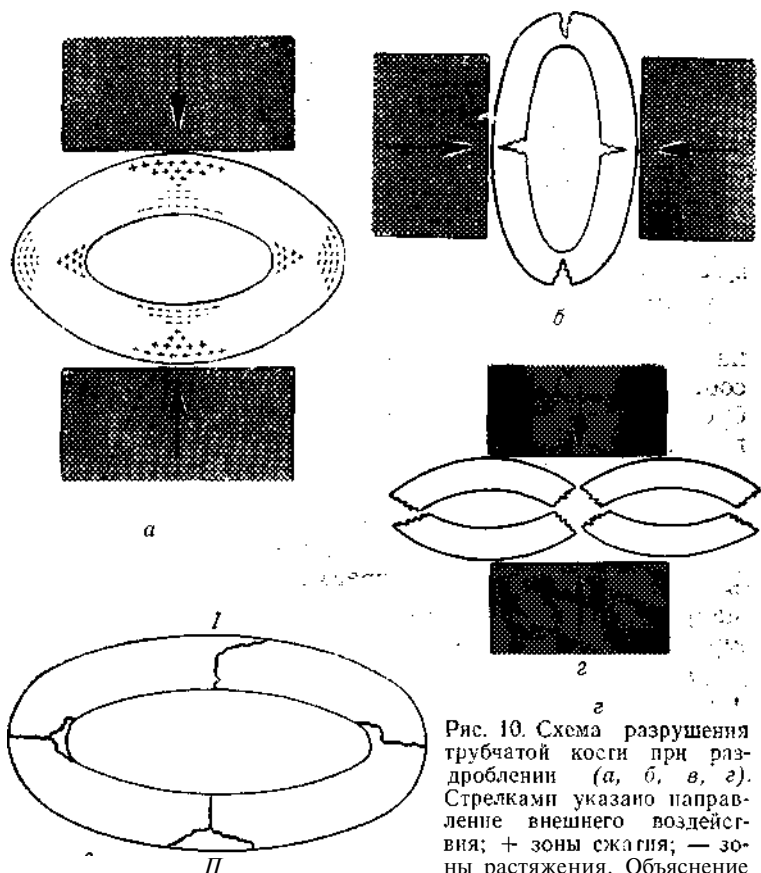 а
б
г
г
I
II
Рис. 10. Схема разрушения
трубчатой кости при раз-
дроблении (а, б, в, г).
Стрелками указано направ-
ление внешнего воздейст-
вия; + зоны сжатия; — зо-
ны растяжения. Объяснение